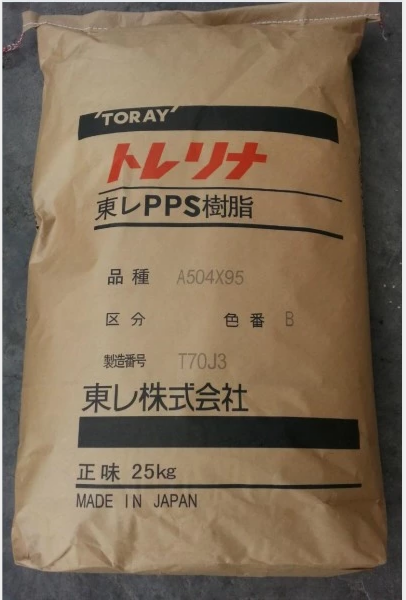 'TORAY'
トレリナ
東レPPS樹脂
品種 A504X95
区分 色番 B
製造番号 T70J3
東レ株式会社
正味 25kg
MADE IN JAPAN